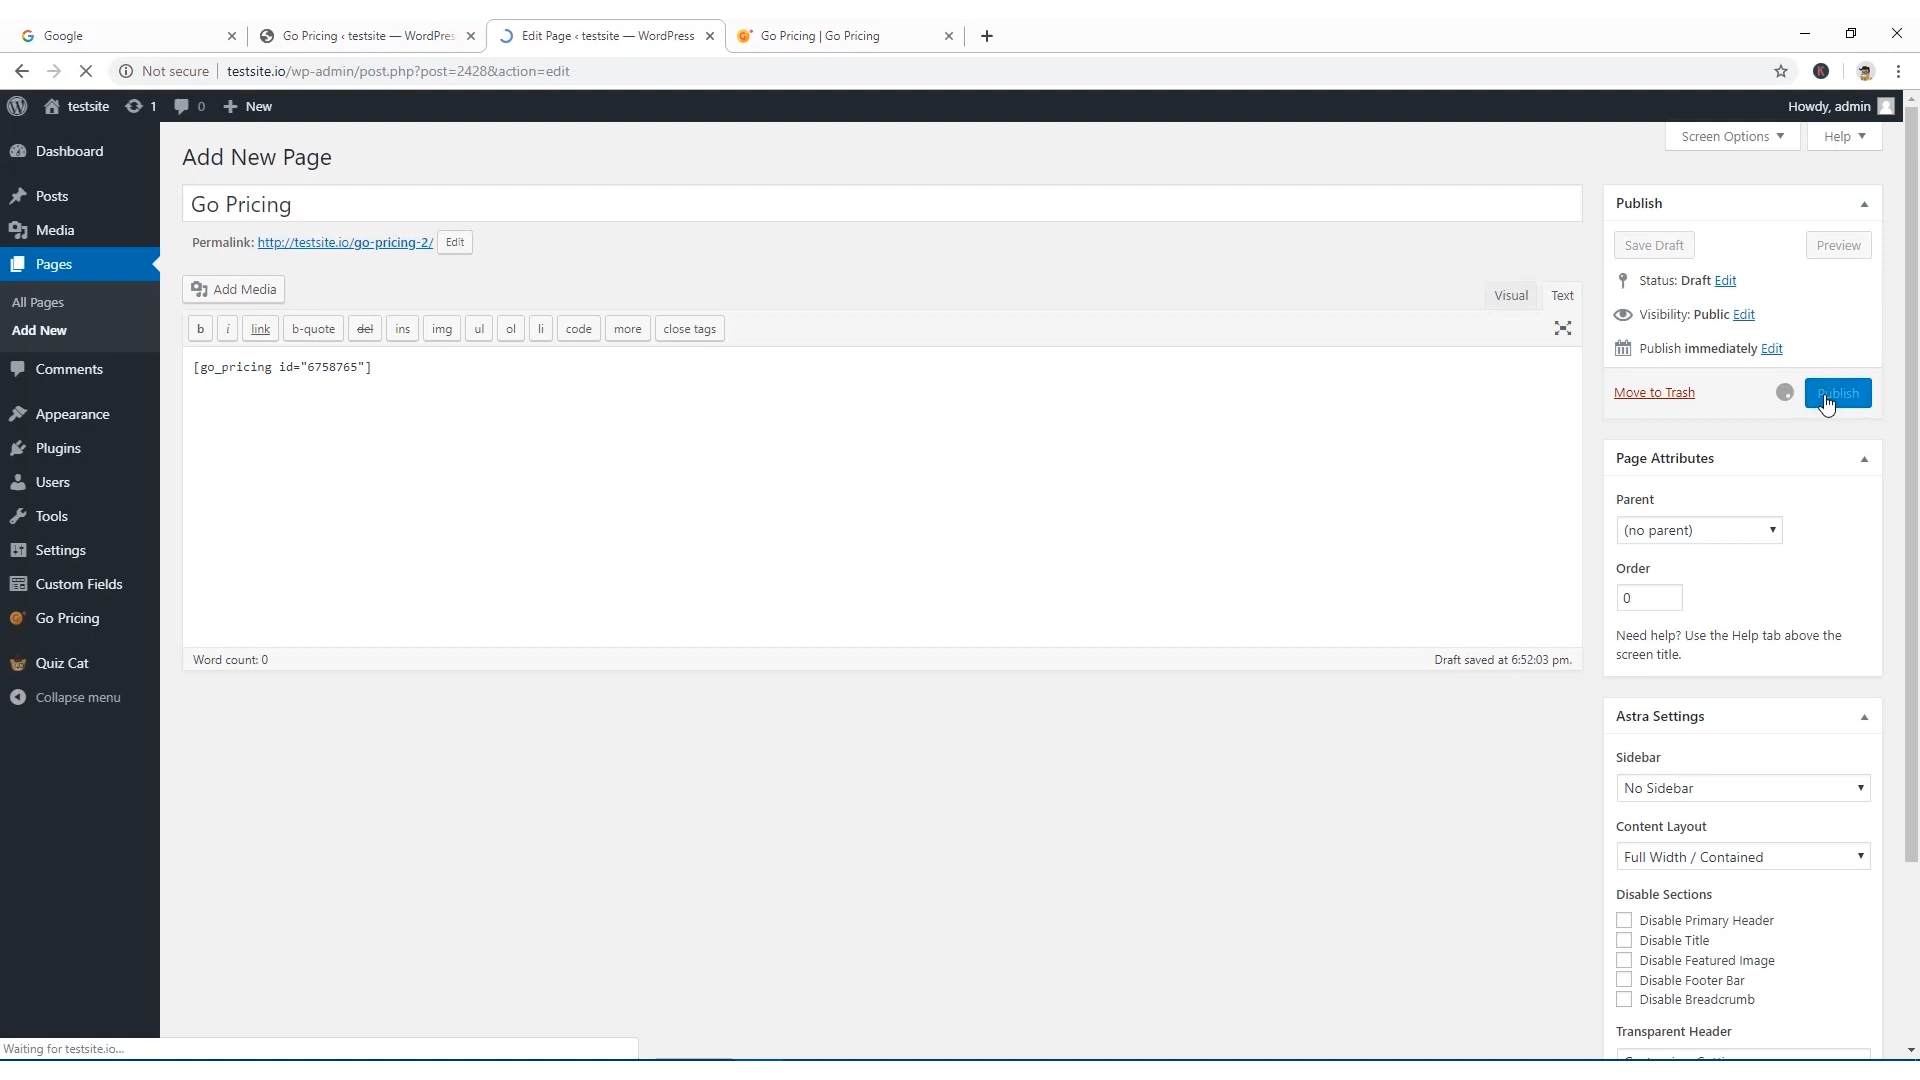 Google
Go Pricing ‹ testsite — WordPres
Edit Page ‹ testsite — WordPress
Go Pricing | Go Pricing
Not secure
testsite.io/wp-admin/post.php?post=2428&action=edit
K
testsite
1
0
New
Howdy, admin
Screen Options
Help
Dashboard
Posts
Media
Pages
All Pages
Add New
Comments
Appearance
Plugins
Users
Tools
Settings
Custom Fields
Go Pricing
Quiz Cat
Collapse menu
Add New Page
Go Pricing
Permalink: http://testsite.io/go-pricing-2/ Edit
Add Media
Visual
Text
b
i
link
b-quote
del
ins
img
ul
ol
li
code
more
close tags
[go_pricing id="6758765"]
Word count: 0
Draft saved at 6:52:03 pm.
Publish
Save Draft
Preview
Status: Draft Edit
Visibility: Public Edit
Publish immediately Edit
Move to Trash
Publish
Page Attributes
Parent
(no parent)
Order
0
Need help? Use the Help tab above the
screen title.
Astra Settings
Sidebar
No Sidebar
Content Layout
Full Width / Contained
Disable Sections
Disable Primary Header
Disable Title
Disable Featured Image
Disable Footer Bar
Disable Breadcrumb
Transparent Header
Waiting for testsite.io...